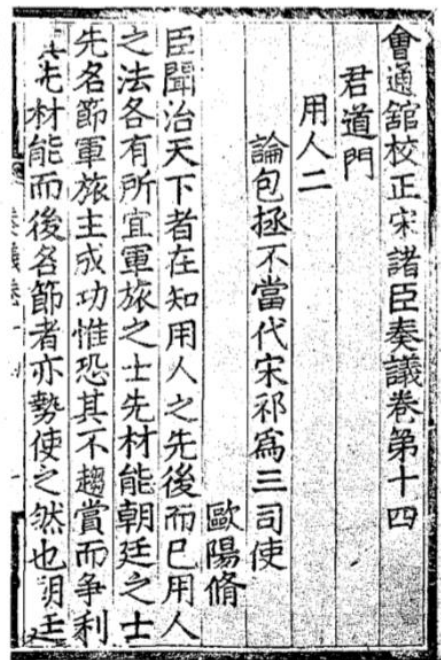 會通舘校正宋諸臣奏議卷第十四
君道門
用人二
論包拯不當代宋祁爲三司使
歐陽脩
臣聞治天下者在知用人之先後而已用人
之法各有所宜軍旅之士先材能朝廷之士
先名節軍旅主成功惟恐其不趨賞而争利
先材能而後名節者亦勢使之然也